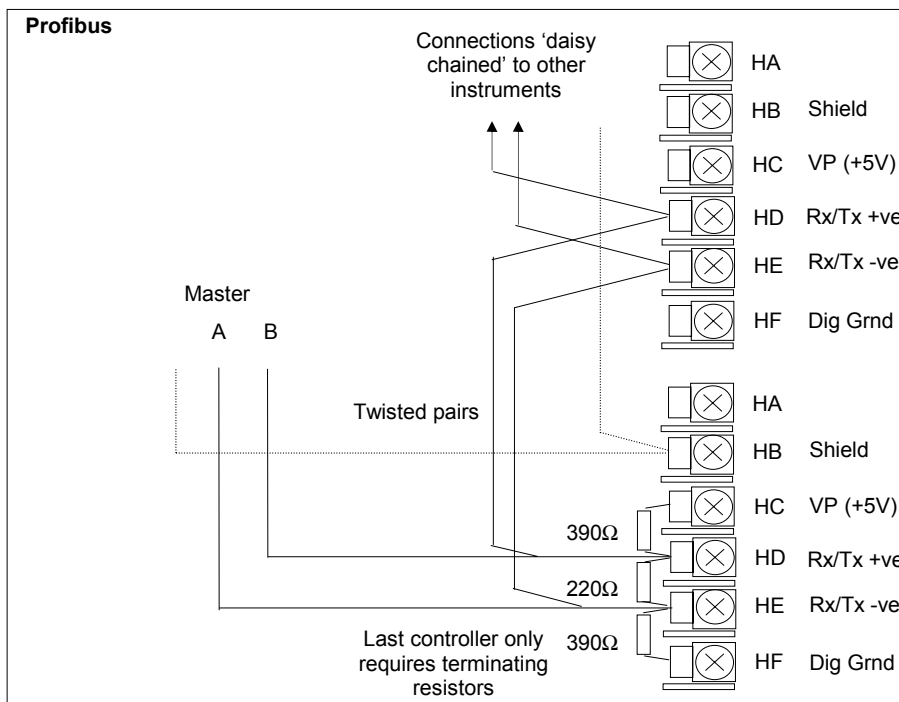 Profibus
Connections ‘daisy
chained’ to other
instruments
HA
HB Shield
HC VP (+5V)
HD Rx/Tx +ve
HE Rx/Tx -ve
HF Dig Grnd
Master
A B
Twisted pairs
HA
HB Shield
HC VP (+5V)
390Ω
HD Rx/Tx +ve
220Ω
HE Rx/Tx -ve
390Ω
HF Dig Grnd
Last controller only
requires terminating
resistors